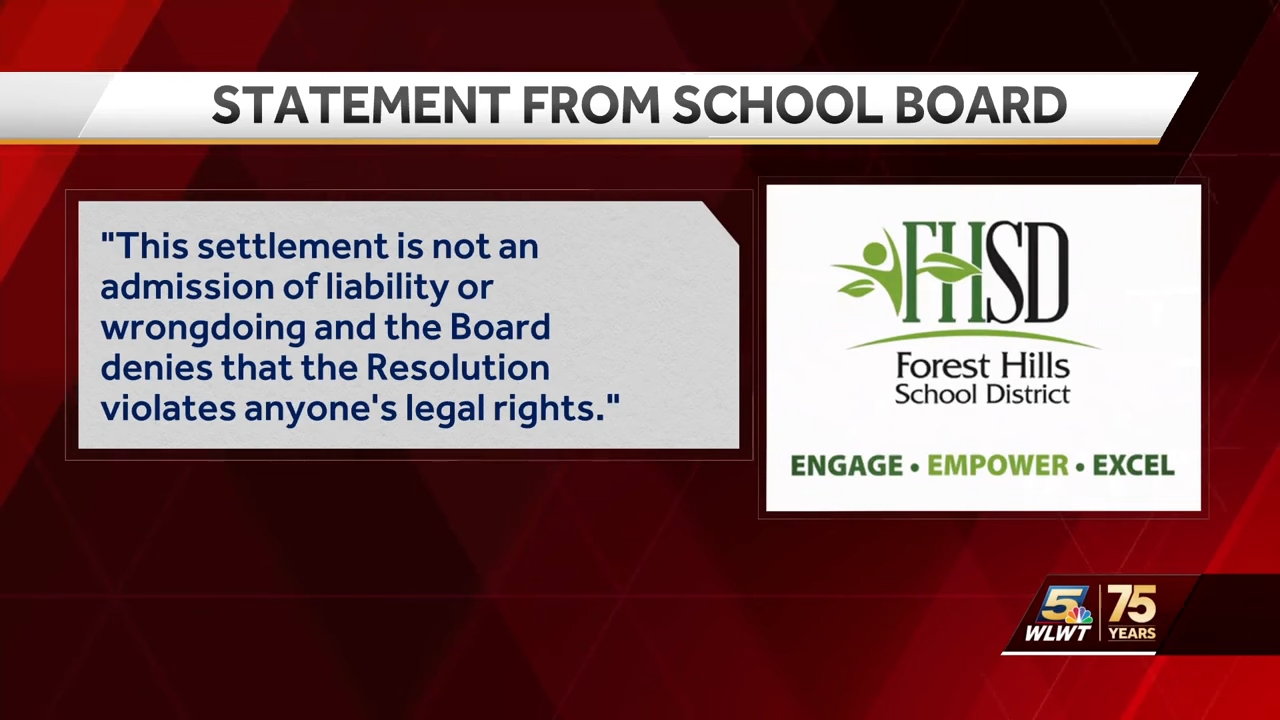 STATEMENT FROM SCHOOL BOARD
"This settlement is not an
admission of liability or
wrongdoing and the Board
denies that the Resolution
violates anyone's legal rights."
FHSD
Forest Hills
School District
ENGAGE • EMPOWER • EXCEL
5 75
WLWT YEARS